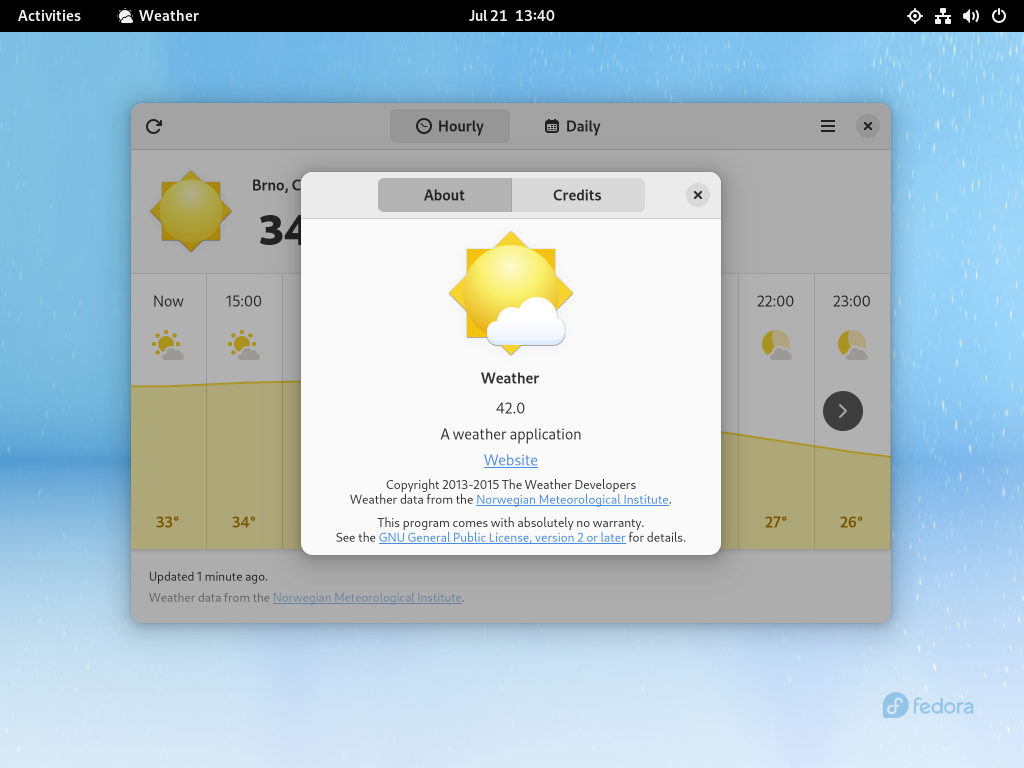 Activities Weather Jul 21 13:40
Hourly Daily
Brno, C
34
About Credits
Now 15:00 22:00 23:00
Weather
42.0
A weather application
Website
Copyright 2013-2015 The Weather Developers
Weather data from the Norwegian Meteorological Institute.
This program comes with absolutely no warranty.
See the GNU General Public License, version 2 or later for details.
33° 34° 27° 26°
Updated 1 minute ago.
Weather data from the Norwegian Meteorological Institute.
fedora